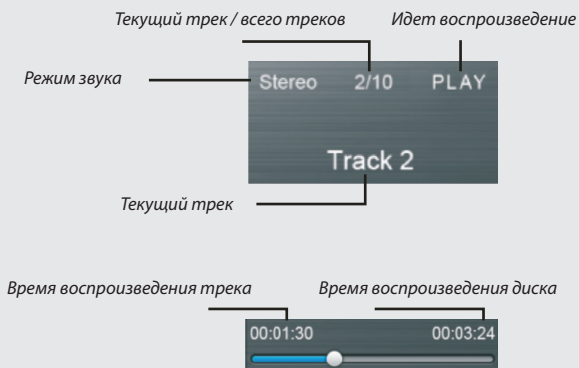 Текущий трек / всего треков
Идет воспроизведение
Режим звука
Stereo 2/10 PLAY
Track 2
Текущий трек
Время воспроизведения трека
Время воспроизведения диска
00:01:30 00:03:24